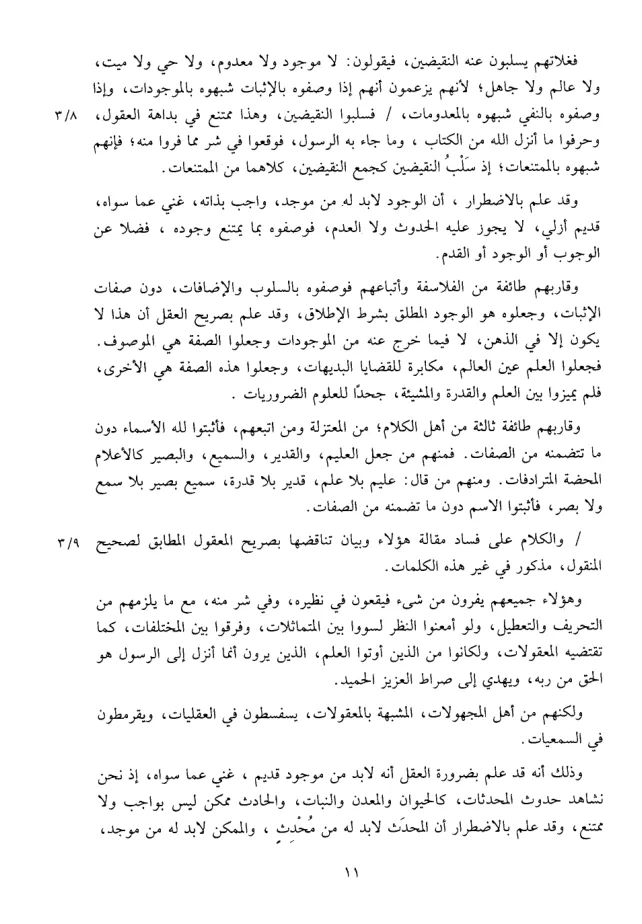 فغلاتهم يسلبون عنه النقيضين، فيقولون: لا موجود ولا معدوم، ولا حي ولا ميت،
ولا عالم ولا جاهل؛ لأنهم يزعمون أنهم إذا وصفوه بالإثبات شبهوه بالموجودات، وإذا
وصفوه بالنفي شبهوه بالمعدومات، / فسلبوا النقيضين، وهذا ممتنع في بداهة العقول، ٣/٨
وحرفوا ما أنزل الله من الكتاب ، وما جاء به الرسول، فوقعوا في شر مما فروا منه؛ فإنهم
شبهوه بالممتنعات؛ إذ سَلْبُ النقيضين كجمع النقيضين، كلاهما من الممتنعات.
وقد علم بالاضطرار ، أن الوجود لابد له من موجد، واجب بذاته، غني عما سواه،
قديم أزلي، لا يجوز عليه الحدوث ولا العدم، فوصفوه بما يمتنع وجوده ، فضلا عن
الوجوب أو الوجود أو القدم.
وقاربهم طائفة من الفلاسفة وأتباعهم فوصفوه بالسلوب والإضافات، دون صفات
الإثبات، وجعلوه هو الوجود المطلق بشرط الإطلاق، وقد علم بصريح العقل أن هذا لا
يكون إلا في الذهن، لا فيما خرج عنه من الموجودات وجعلوا الصفة هي الموصوف.
فجعلوا العلم عين العالم، مكابرة للقضايا البديهات، وجعلوا هذه الصفة هي الأخرى،
فلم يميزوا بين العلم والقدرة والمشيئة، جحدًا للعلوم الضروريات .
وقاربهم طائفة ثالثة من أهل الكلام؛ من المعتزلة ومن اتبعهم، فأثبتوا لله الأسماء دون
ما تتضمنه من الصفات. فمنهم من جعل العليم، والقدير، والسميع، والبصير كالأعلام
المحضة المترادفات. ومنهم من قال: عليم بلا علم، قدير بلا قدرة، سميع بصير بلا سمع
ولا بصر، فأثبتوا الاسم دون ما تضمنه من الصفات.
/ والكلام على فساد مقالة هؤلاء وبيان تناقضها بصريح المعقول المطابق لصحيح ٣/٩
المنقول، مذكور في غير هذه الكلمات.
وهؤلاء جميعهم يفرون من شىء فيقعون في نظيره، وفي شر منه، مع ما يلزمهم من
التحريف والتعطيل، ولو أمعنوا النظر لسووا بين المتماثلات، وفرقوا بين المختلفات، كما
تقتضيه المعقولات، ولكانوا من الذين أوتوا العلم، الذين يرون أنما أنزل إلى الرسول هو
الحق من ربه، ويهدي إلى صراط العزيز الحميد.
ولكنهم من أهل المجهولات، المشبهة بالمعقولات، يسفسطون في العقليات، ويقرمطون
في السمعيات.
وذلك أنه قد علم بضرورة العقل أنه لابد من موجود قديم ، غني عما سواه، إذ نحن
نشاهد حدوث المحدثات، كالحيوان والمعدن والنبات، والحادث ممكن ليس بواجب ولا
ممتنع، وقد علم بالاضطرار أن المحدَث لابد له من مُحْدِثٍ ، والممكن لابد له من موجد،
١١